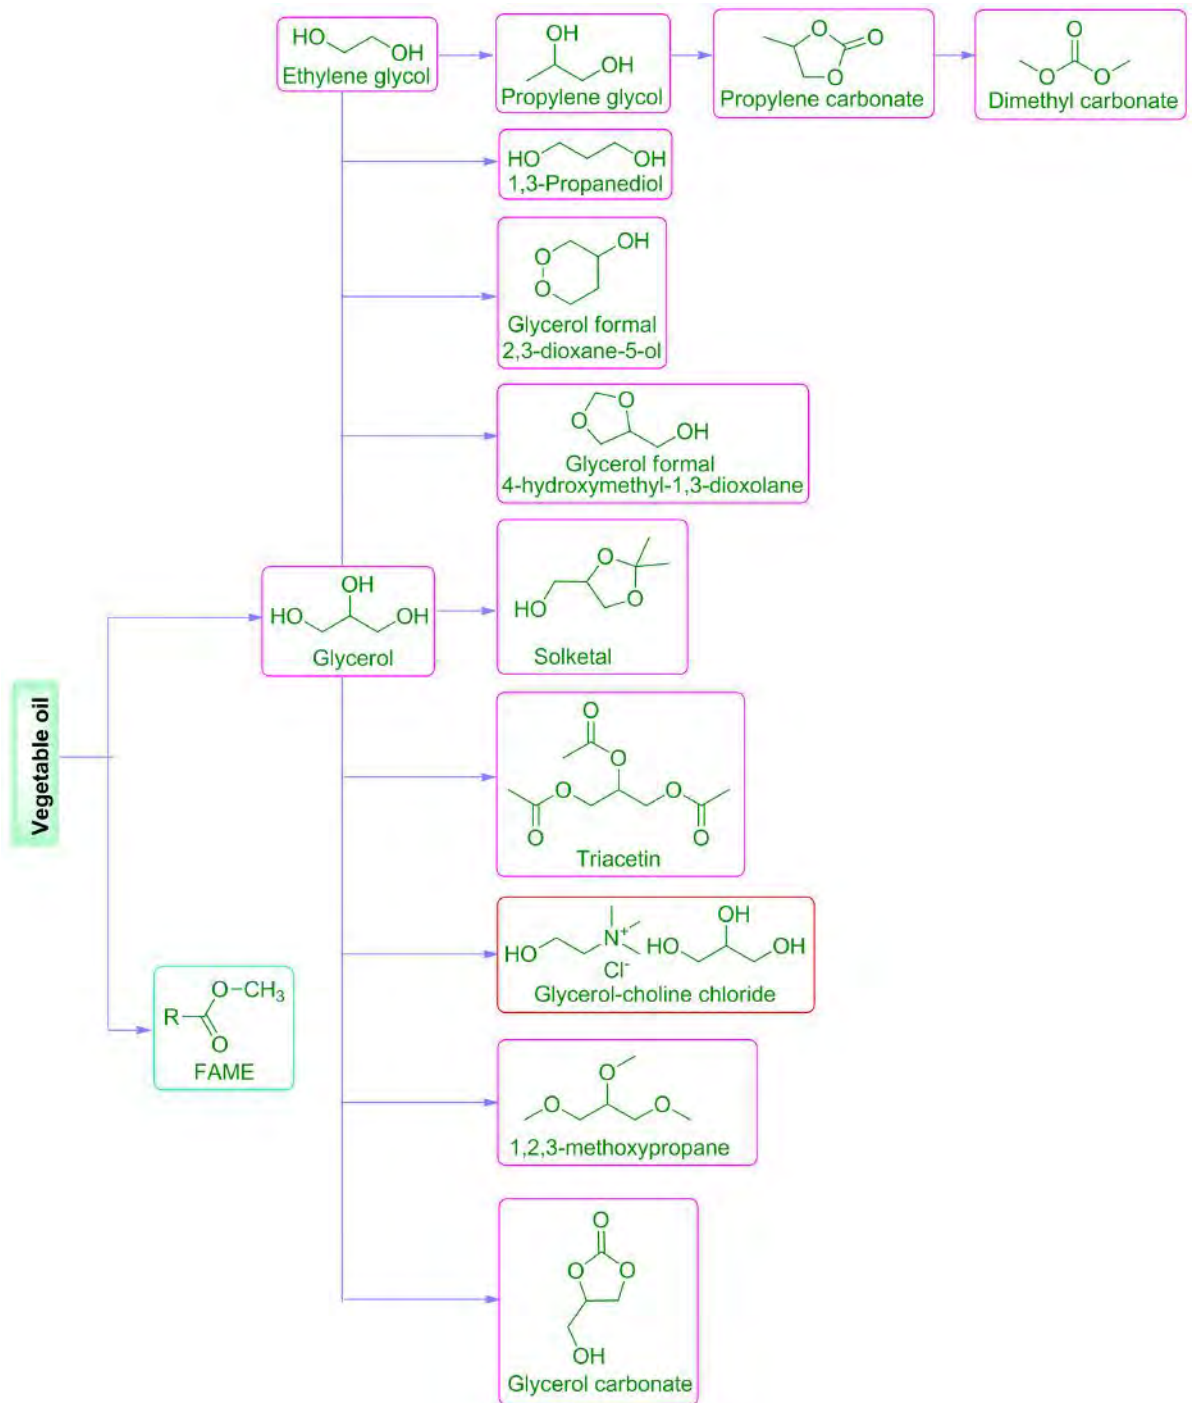 HO
OH
Ethylene glycol
OH
OH
Propylene glycol
O
O
O
Propylene carbonate
O
O
O
Dimethyl carbonate
HO
OH
1,3-Propanediol
OH
O
O
Glycerol formal
2,3-dioxane-5-ol
O
O
OH
Glycerol formal
4-hydroxymethyl-1,3-dioxolane
OH
HO
OH
Glycerol
O
O
HO
Solketal
Vegetable oil
O
O
O
O
O
O
Triacetin
HO
N+
Cl-
OH
HO
OH
Glycerol-choline chloride
O-CH3
R
O
FAME
O
O
O
1,2,3-methoxypropane
O
O
O
OH
Glycerol carbonate